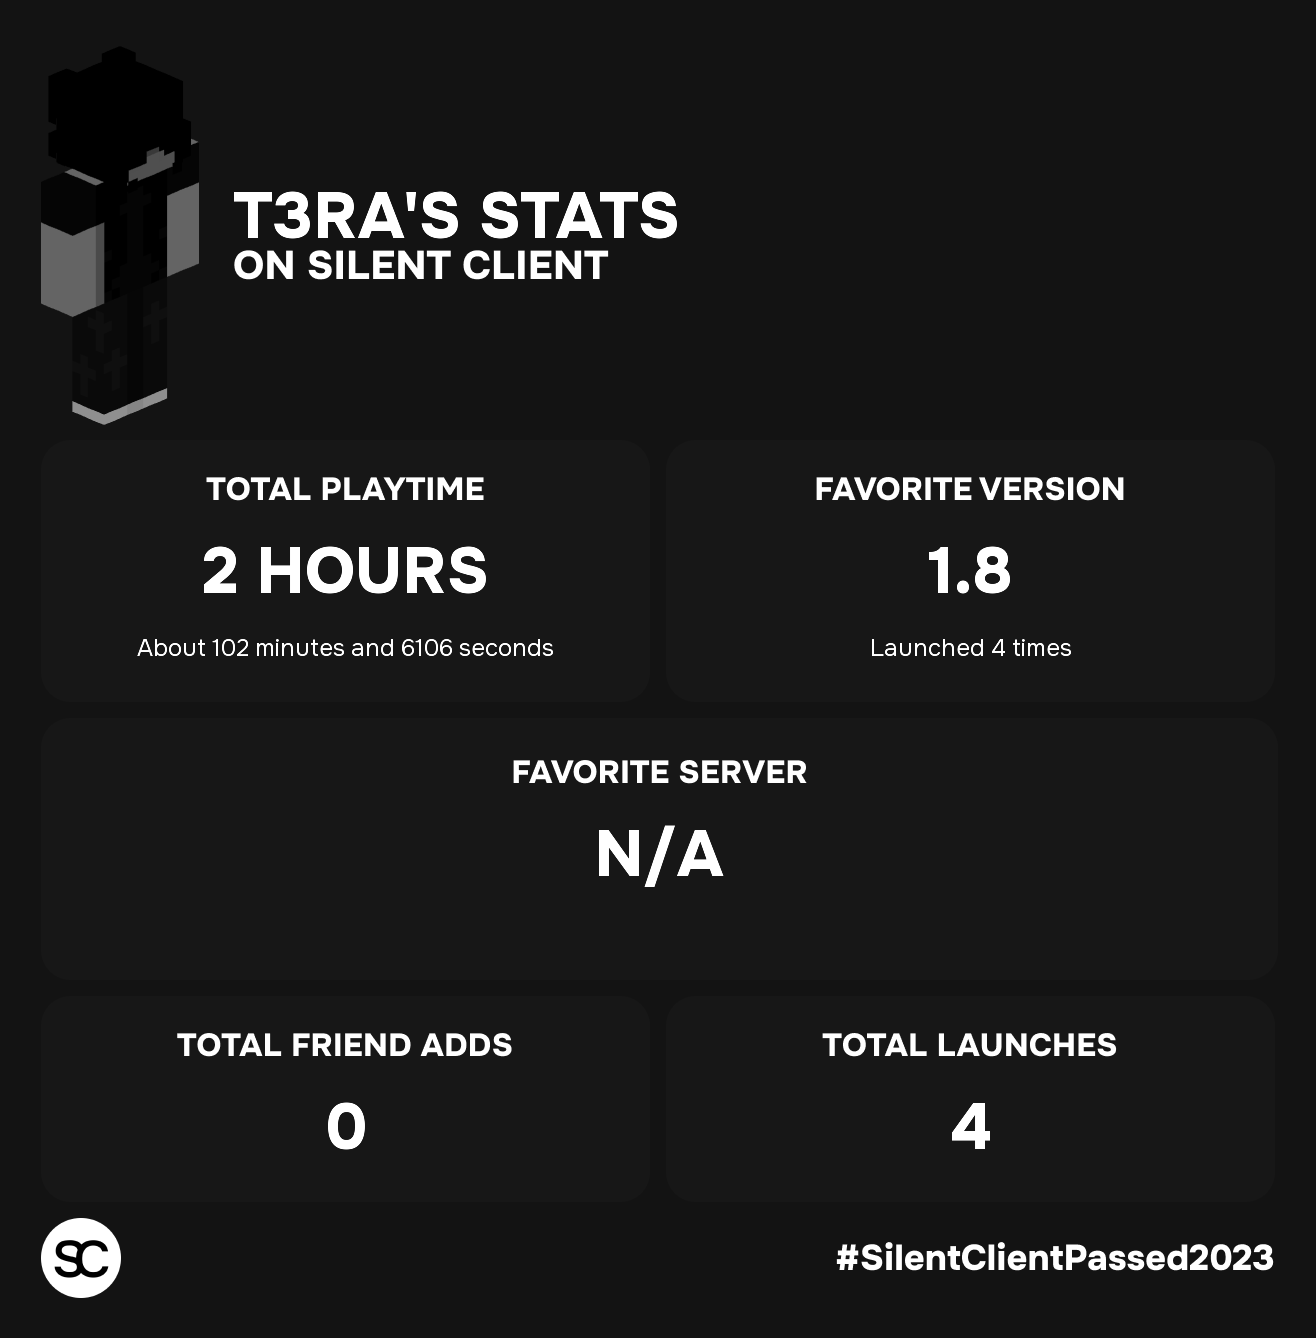 T3RA'S STATS
ON SILENT CLIENT
TOTAL PLAYTIME
2 HOURS
About 102 minutes and 6106 seconds
FAVORITE VERSION
1.8
Launched 4 times
FAVORITE SERVER
N/A
TOTAL FRIEND ADDS
0
TOTAL LAUNCHES
4
SC
#SilentClientPassed2023